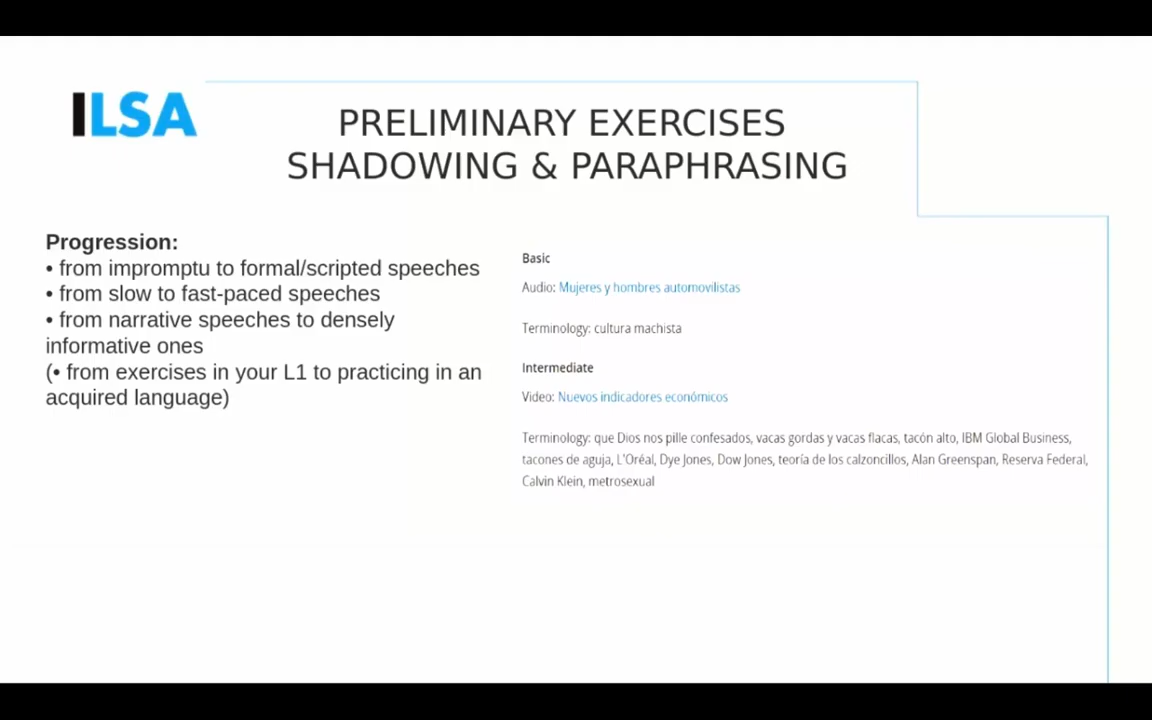 ILSA
PRELIMINARY EXERCISES
SHADOWING & PARAPHRASING
Progression:
• from impromptu to formal/scripted speeches
• from slow to fast-paced speeches
• from narrative speeches to densely
informative ones
(• from exercises in your L1 to practicing in an
acquired language)
Basic
Audio: Mujeres y hombres automovilistas
Terminology: cultura machista
Intermediate
Video: Nuevos indicadores económicos
Terminology: que Dios nos pille confesados, vacas gordas y vacas flacas, tacón alto, IBM Global Business,
tacones de aguja, L'Oréal, Dye Jones, Dow Jones, teoría de los calzoncillos, Alan Greenspan, Reserva Federal,
Calvin Klein, metrosexual